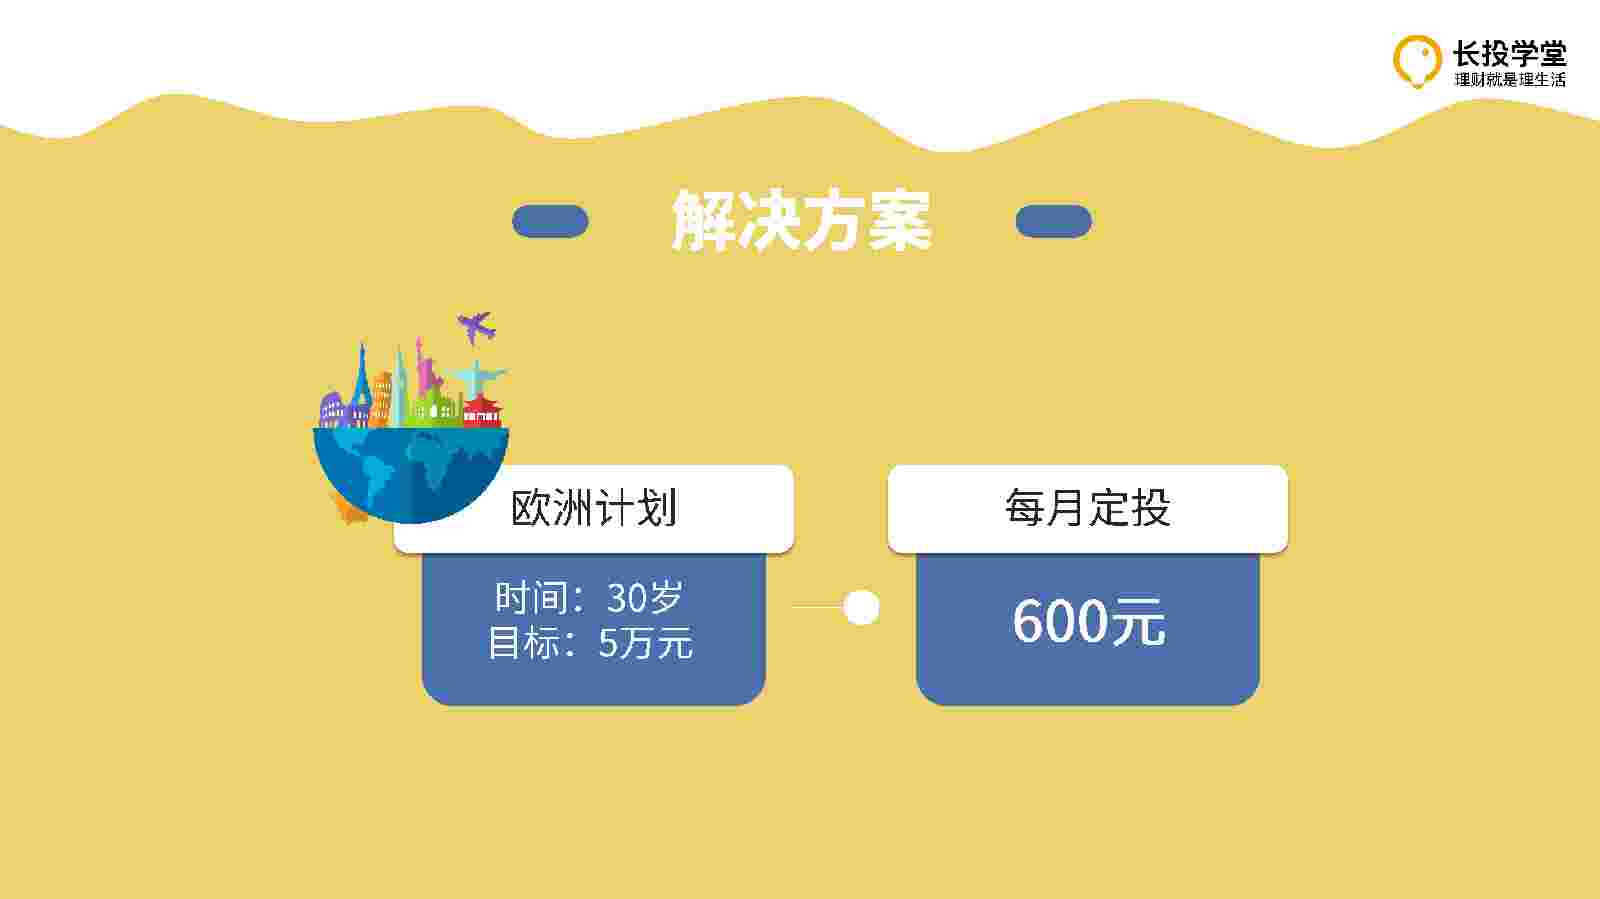 长投学堂
理财就是理生活
解决方案
欧洲计划
时间：30岁
目标：5万元
每月定投
600元